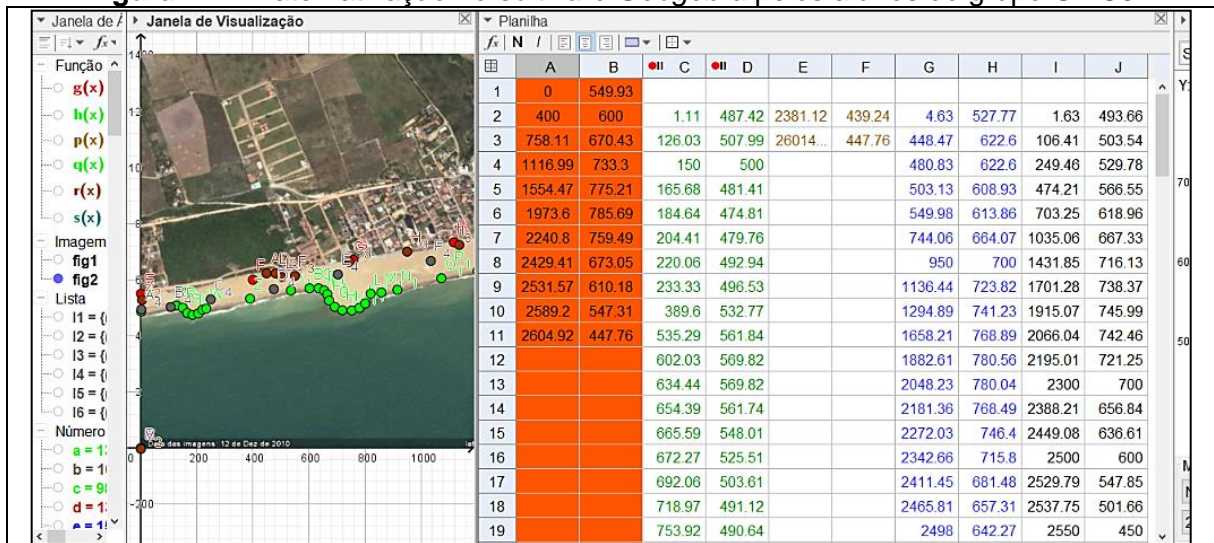 Janela de Visualização
Planilha
Função
g(x)
h(x)
p(x)
q(x)
r(x)
s(x)
Imagem
fig1
fig2
Lista
l1 = {
l2 = {
l3 = {
l4 = {
l5 = {
l6 = {
Número
200 400 600 800 1000
-200
das imagens: 12 de Dez de 2010
A B C D E F G H I J
1 0 549.93
2 400 600 1.11 487.42 2381.12 439.24 4.63 527.77 1.63 493.66
3 758.11 670.43 126.03 507.99 26014... 447.76 448.47 622.6 106.41 503.54
4 1116.99 733.3 150 500 480.83 622.6 249.46 529.78
5 1554.47 775.21 165.68 481.41 503.13 608.93 474.21 566.55
6 1973.6 785.69 184.64 474.81 549.98 613.86 703.25 618.96
7 2240.8 759.49 204.41 479.76 744.06 664.07 1035.06 667.33
8 2429.41 673.05 220.06 492.94 950 700 1431.85 716.13
9 2531.57 610.18 233.33 496.53 1136.44 723.82 1701.28 738.37
10 2589.2 547.31 389.6 532.77 1294.89 741.23 1915.07 745.99
11 2604.92 447.76 535.29 561.84 1658.21 768.89 2066.04 742.46
12 602.03 569.82 1882.61 780.56 2195.01 721.25
13 634.44 569.82 2048.23 780.04 2300 700
14 654.39 561.74 2181.36 768.49 2388.21 656.84
15 665.59 548.01 2272.03 746.4 2449.08 636.61
16 672.27 525.51 2342.66 715.8 2500 600
17 692.06 503.61 2411.45 681.48 2529.79 547.85
18 718.97 491.12 2465.81 657.31 2537.75 501.66
19 753.92 490.64 2498 642.27 2550 450